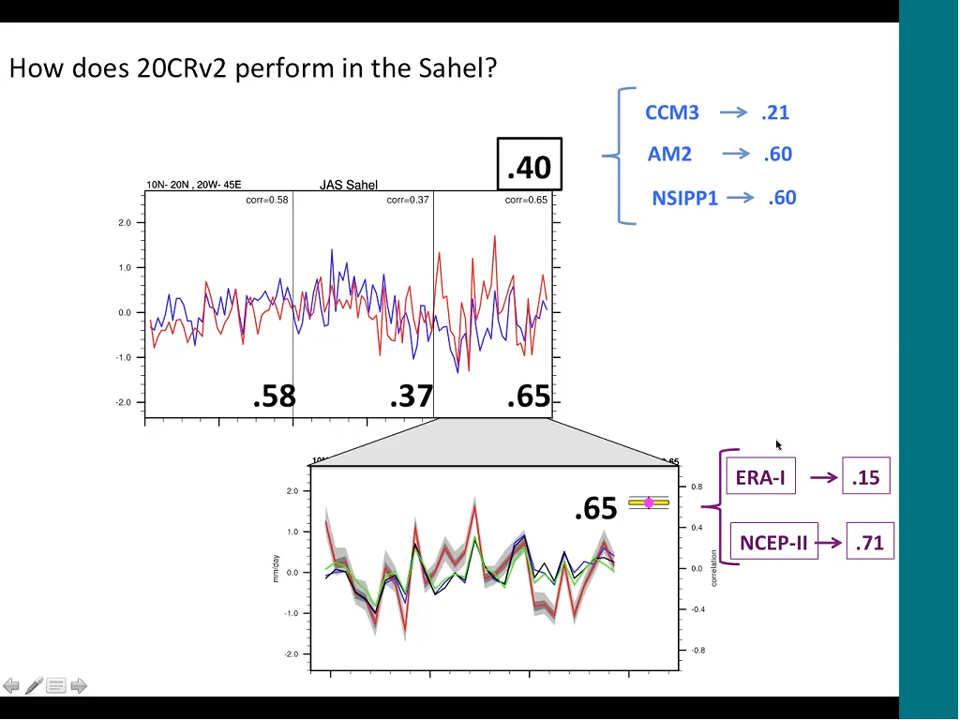 How does 20CRv2 perform in the Sahel?
CCM3 .21
AM2 .60
NSIPP1 .60
.40
10N- 20N , 20W- 45E JAS Sahel
corr=0.58 corr=0.37 corr=0.65
2.0
1.0
0.0
-1.0
-2.0
.58 .37 .65
.65
2.0
1.0
0.0
-1.0
-2.0
mm/day
0.8
0.4
0.0
-0.4
-0.8
correlation
ERA-I .15
NCEP-II .71